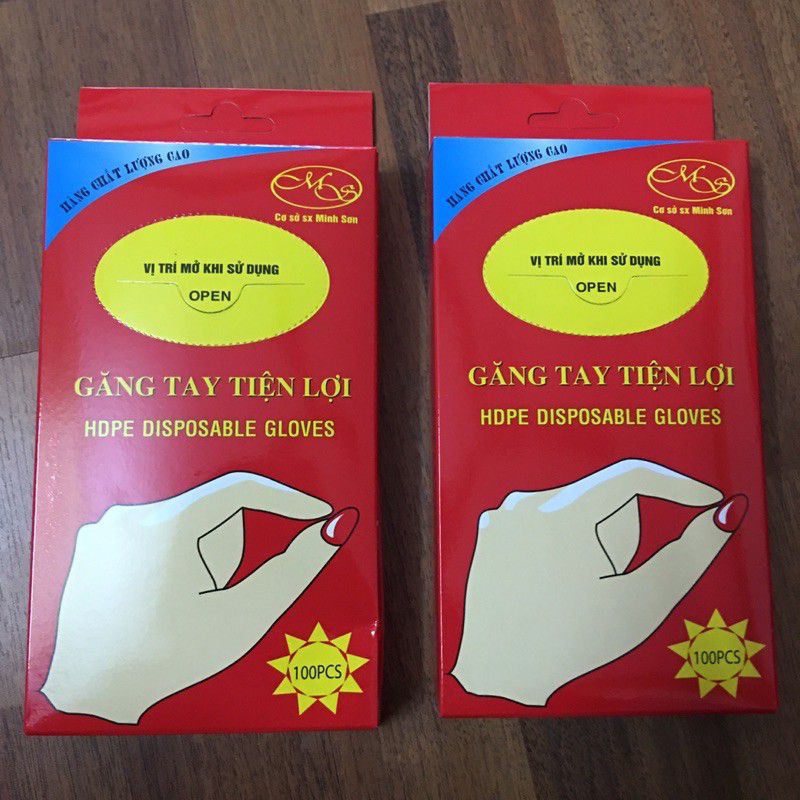 HÀNG CHẤT LƯỢNG CAO
MS
Cơ sở sx Minh Sơn
VỊ TRÍ MỞ KHI SỬ DỤNG
OPEN
GĂNG TAY TIỆN LỢI
HDPE DISPOSABLE GLOVES
100PCS
HÀNG CHẤT LƯỢNG CAO
MS
Cơ sở sx Minh Sơn
VỊ TRÍ MỞ KHI SỬ DỤNG
OPEN
GĂNG TAY TIỆN LỢI
HDPE DISPOSABLE GLOVES
100PCS